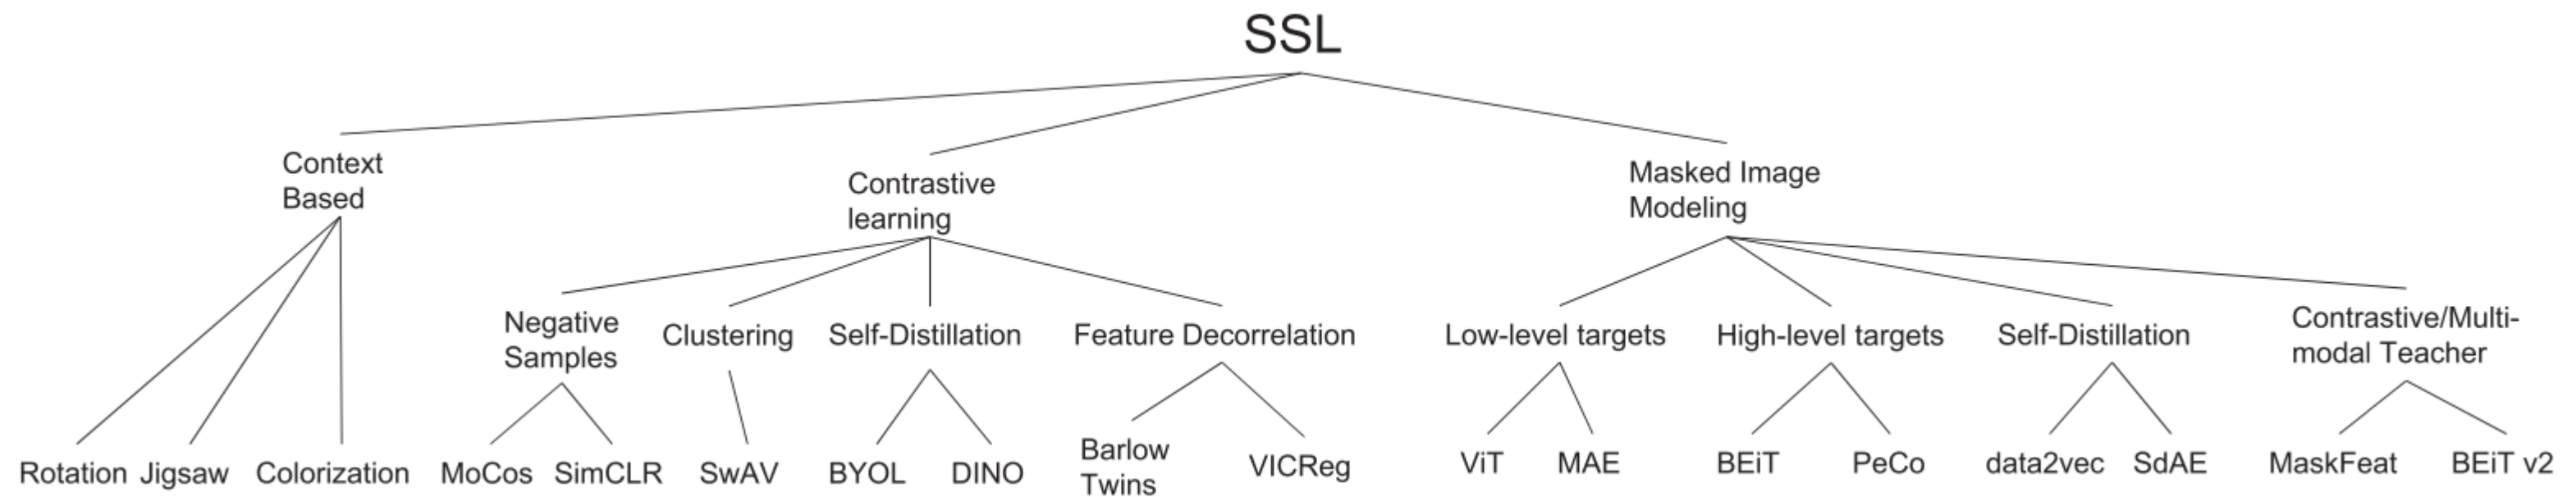 SSL
Context
Based
Contrastive
learning
Masked Image
Modeling
Negative
Samples
Clustering
Self-Distillation
Feature Decorrelation
Low-level targets
High-level targets
Self-Distillation
Contrastive/Multi-
modal Teacher
Rotation
Jigsaw
Colorization
MoCos
SimCLR
SwAV
BYOL
DINO
Barlow
Twins
VICReg
ViT
MAE
BEiT
PeCo
data2vec
SdAE
MaskFeat
BEiT v2